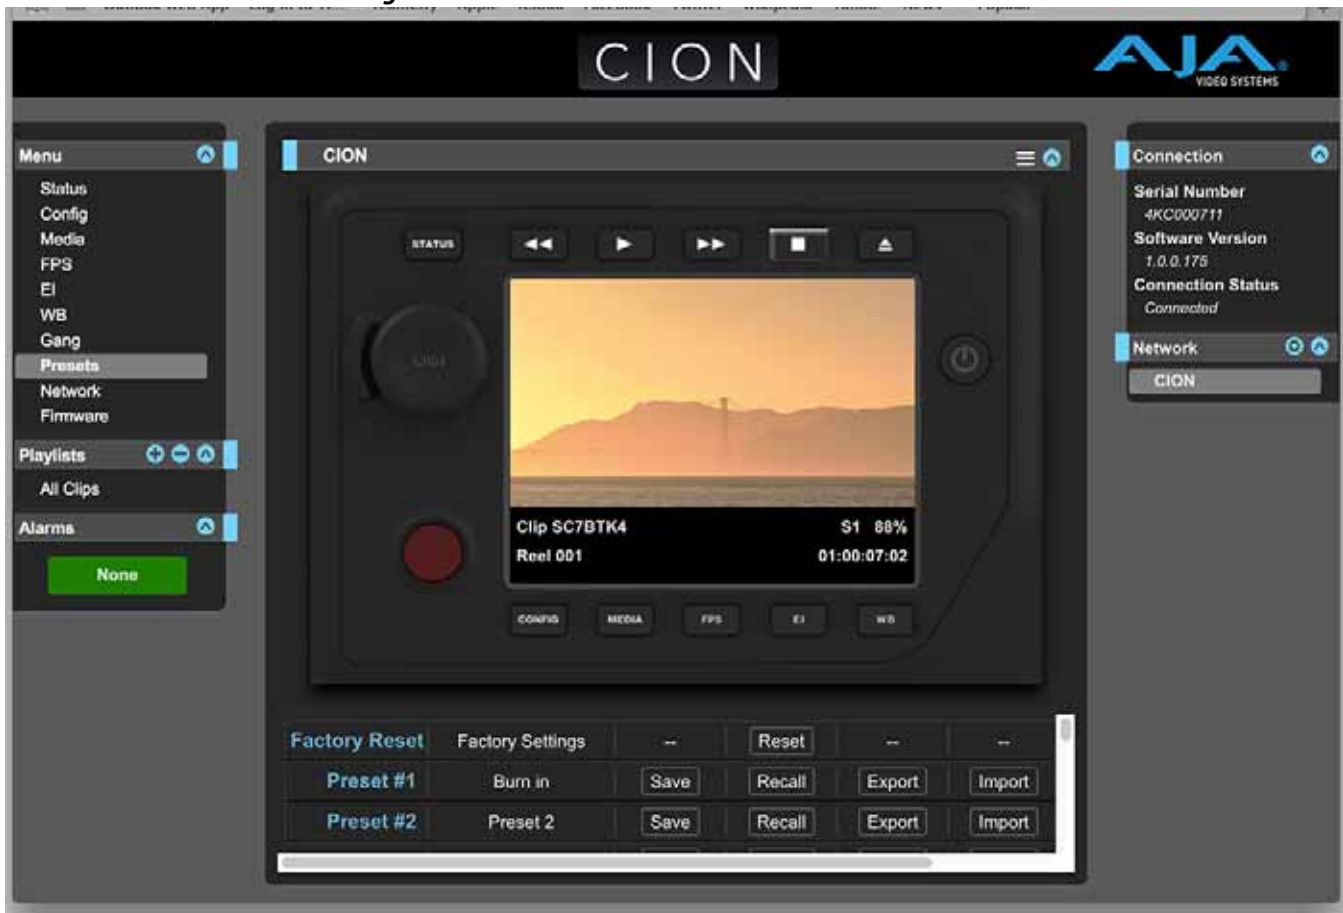 CION
AJA
VIDEO SYSTEMS
Menu
Status
Config
Media
FPS
EI
WB
Gang
Presets
Network
Firmware
Playlists
All Clips
Alarms
None
CION
STATUS
Clip SC7BTK4 S1 88%
Reel 001 01:00:07:02
CONFIG MEDIA FPS EI WB
Factory Reset Factory Settings -- Reset -- --
Preset #1 Burn in Save Recall Export Import
Preset #2 Preset 2 Save Recall Export Import
Connection
Serial Number
4KC000711
Software Version
1.0.0.175
Connection Status
Connected
Network
CION